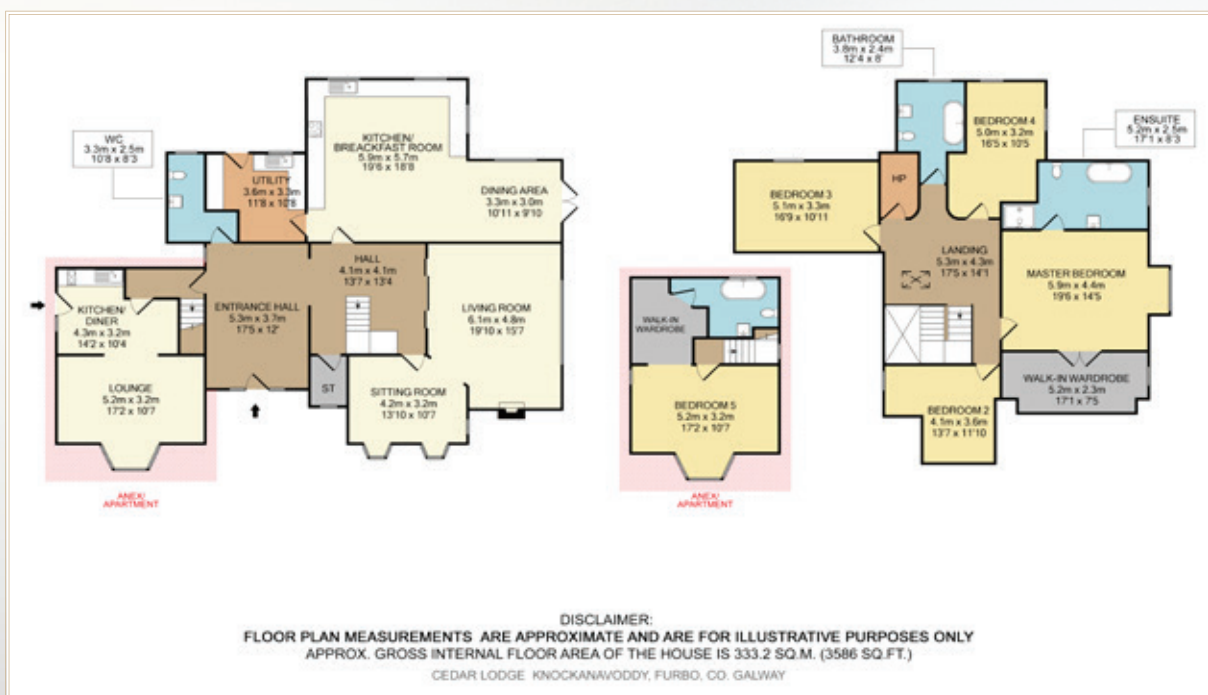 WC
3.3m x 2.5m
10'8 x 8'3
UTILITY
3.6m x 3.3m
11'8 x 10'8
KITCHEN/
BREACKFAST ROOM
5.9m x 5.7m
19'6 x 18'8
DINING AREA
3.3m x 3.0m
10'11 x 9'10
HALL
4.1m x 4.1m
13'7 x 13'4
ENTRANCE HALL
5.3m x 3.7m
17'5 x 12'
KITCHEN/
DINER
4.3m x 3.2m
14'2 x 10'4
LOUNGE
5.2m x 3.2m
17'2 x 10'7
LIVING ROOM
6.1m x 4.8m
19'10 x 15'7
ST
SITTING ROOM
4.2m x 3.2m
13'10 x 10'7
ANEX/
APARTMENT
BATHROOM
3.8m x 2.4m
12'4 x 8'
BEDROOM 4
5.0m x 3.2m
16'5 x 10'5
ENSUITE
5.2m x 2.5m
17'1 x 8'3
HP
BEDROOM 3
5.1m x 3.3m
16'9 x 10'11
LANDING
5.3m x 4.3m
17'5 x 14'1
MASTER BEDROOM
5.9m x 4.4m
19'6 x 14'5
WALK-IN WARDROBE
5.2m x 2.3m
17'1 x 7'5
BEDROOM 2
4.1m x 3.6m
13'7 x 11'10
WALK-IN
WARDROBE
BEDROOM 5
5.2m x 3.2m
17'2 x 10'7
ANEX/
APARTMENT
DISCLAIMER:
FLOOR PLAN MEASUREMENTS ARE APPROXIMATE AND ARE FOR ILLUSTRATIVE PURPOSES ONLY
APPROX. GROSS INTERNAL FLOOR AREA OF THE HOUSE IS 333.2 SQ.M. (3586 SQ.FT.)
CEDAR LODGE KNOCKANAVODDY, FURBO, CO. GALWAY